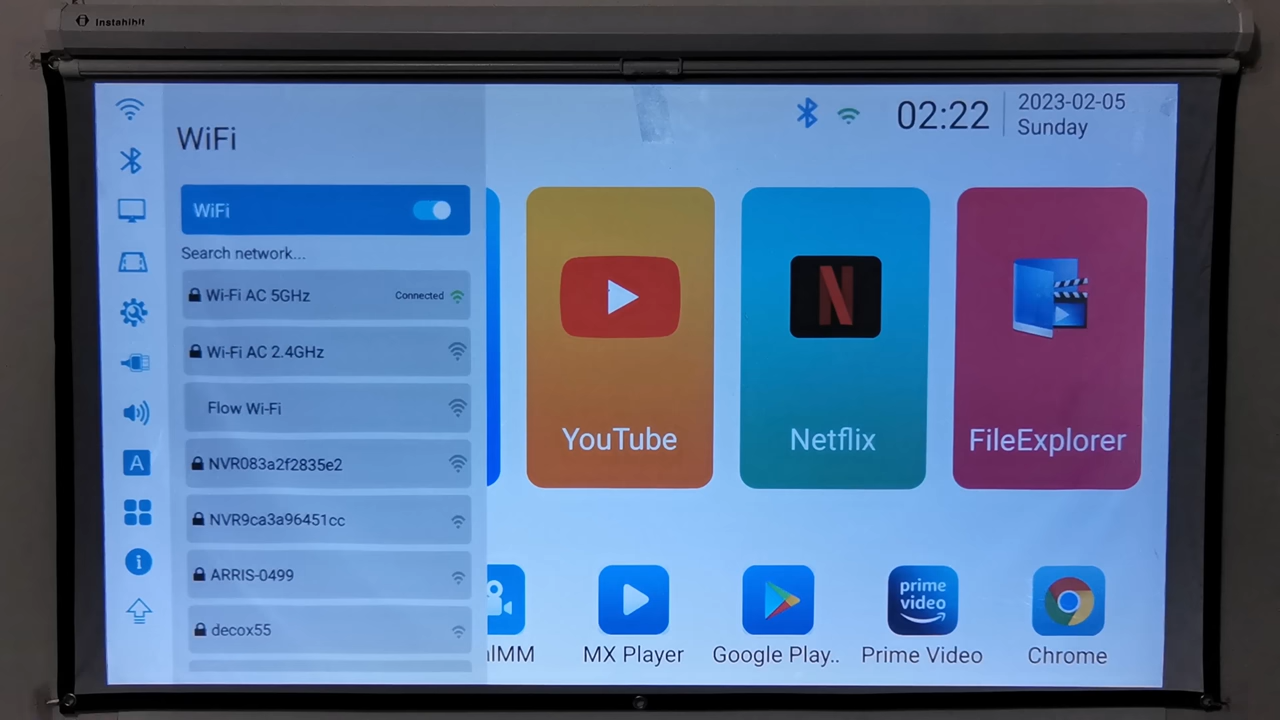 Instahibit
WiFi
02:22
2023-02-05
Sunday
WiFi
Search network...
Wi-Fi AC 5GHz
Connected
Wi-Fi AC 2.4GHz
Flow Wi-Fi
NVR083a2f2835e2
NVR9ca3a96451cc
ARRIS-0499
decox55
A
i
YouTube
N
Netflix
FileExplorer
MX Player
Google Play..
prime
video
Prime Video
Chrome